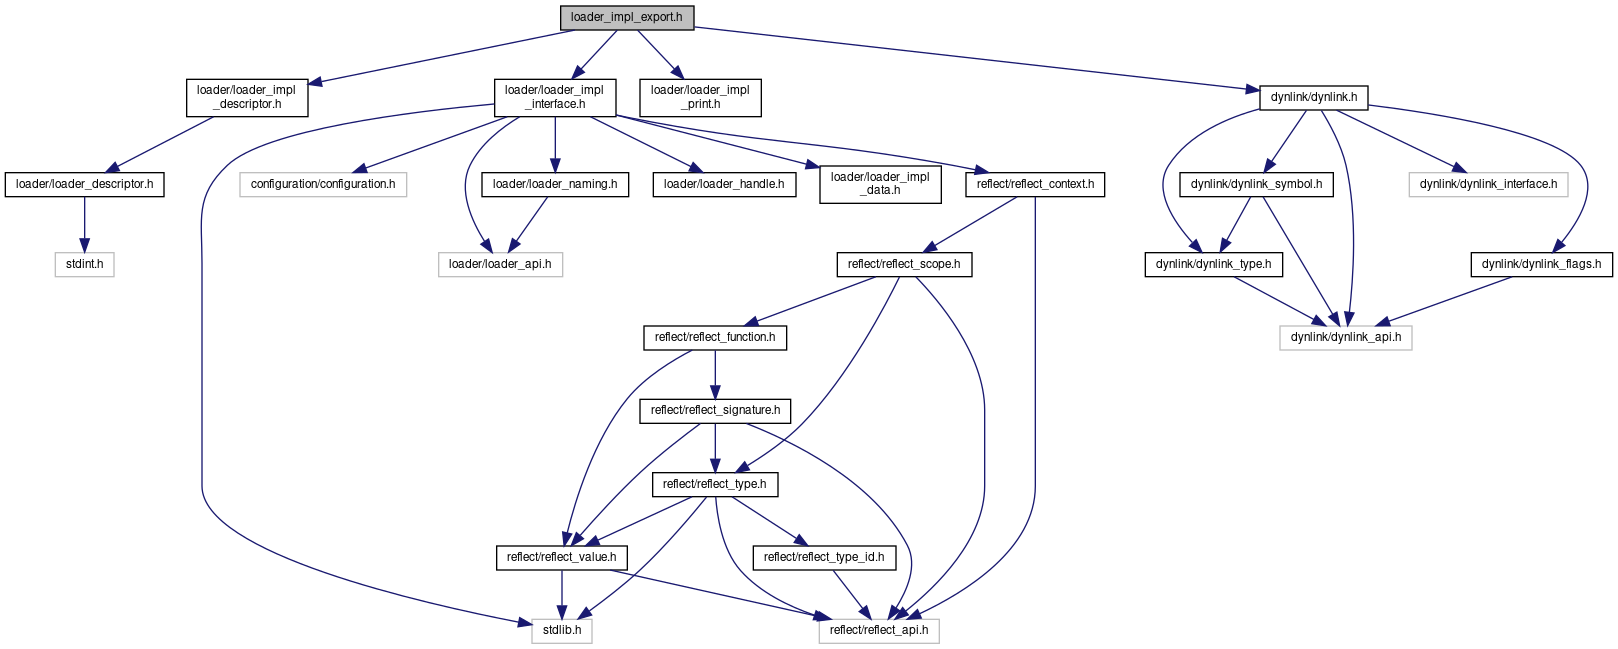 loader_impl_export.h
loader/loader_impl
_descriptor.h
loader/loader_impl
_interface.h
loader/loader_impl
_print.h
dynlink/dynlink.h
loader/loader_descriptor.h
configuration/configuration.h
loader/loader_naming.h
loader/loader_handle.h
loader/loader_impl
_data.h
reflect/reflect_context.h
dynlink/dynlink_symbol.h
dynlink/dynlink_interface.h
stdint.h
loader/loader_api.h
reflect/reflect_scope.h
dynlink/dynlink_type.h
dynlink/dynlink_flags.h
reflect/reflect_function.h
dynlink/dynlink_api.h
reflect/reflect_signature.h
reflect/reflect_type.h
reflect/reflect_value.h
reflect/reflect_type_id.h
stdlib.h
reflect/reflect_api.h